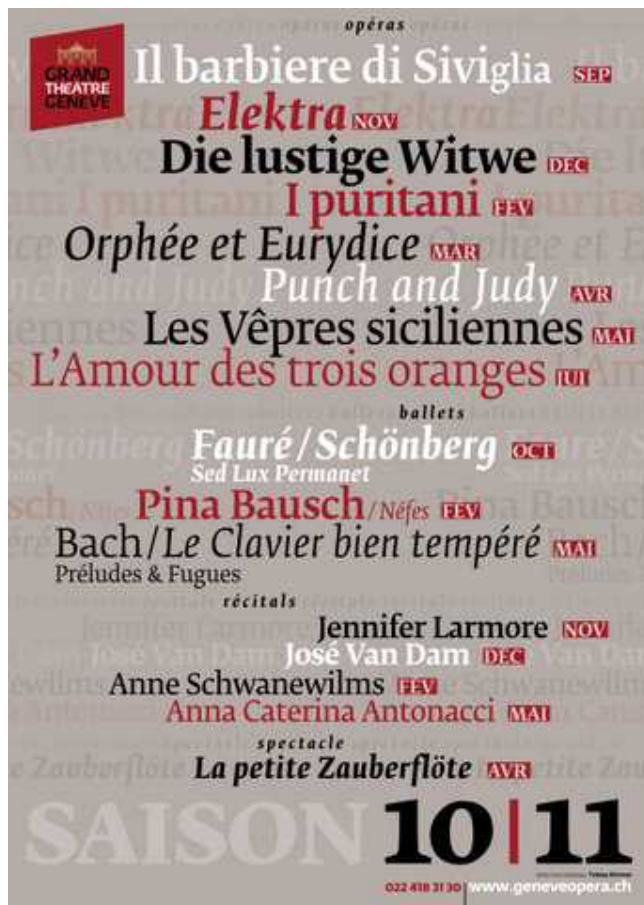 opéras
GRAND
THEATRE
GENEVE
Il barbiere di Siviglia SEP
Elektra NOV
Die lustige Witwe DEC
I puritani FEV
Orphée et Eurydice MAR
Punch and Judy AVR
Les Vêpres siciliennes MAI
L'Amour des trois oranges JUI
ballets
Fauré / Schönberg OCT
Sed Lux Permanet
Pina Bausch / Néfes FEV
Bach / Le Clavier bien tempéré MAI
Préludes & Fugues
récitals
Jennifer Larmore NOV
José Van Dam DEC
Anne Schwanewilms FEV
Anna Caterina Antonacci MAI
spectacle
La petite Zauberflöte AVR
SAISON 10|11
022 418 31 30 | www.geneveopera.ch